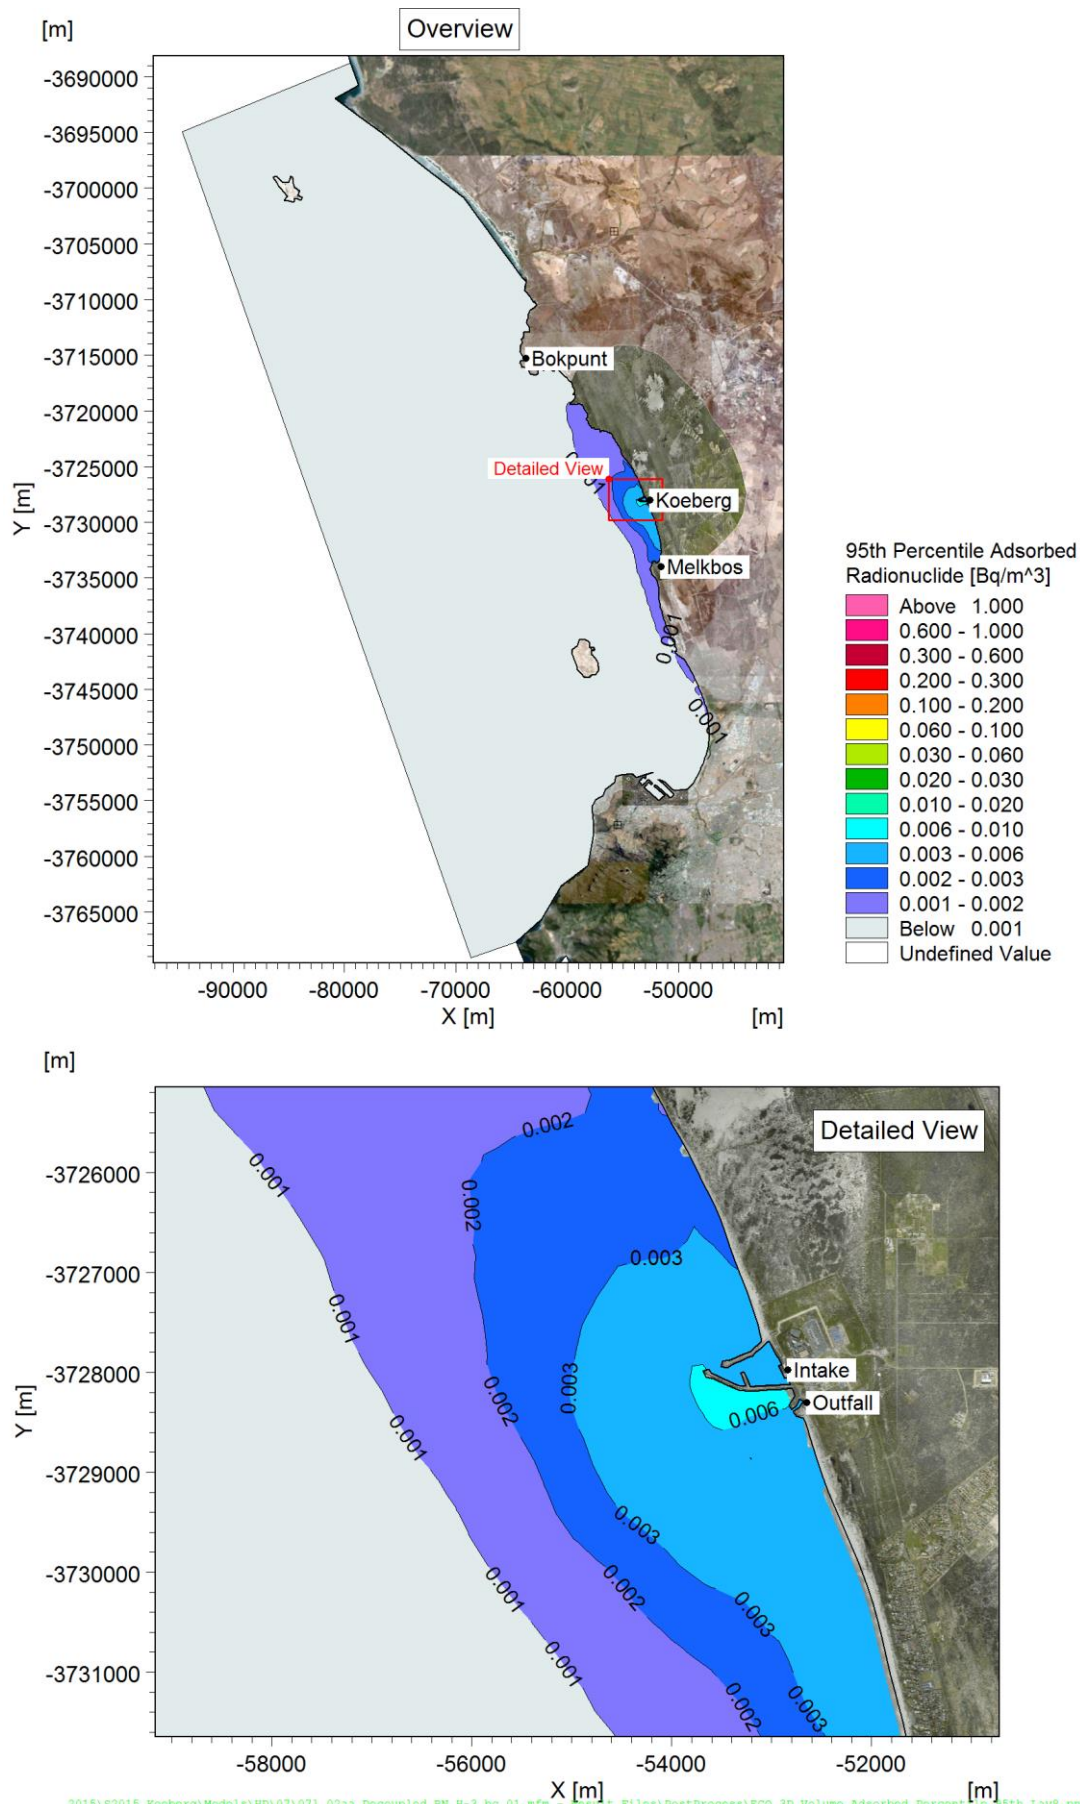 [m]
Overview
-3690000
-3695000
-3700000
-3705000
-3710000
-3715000
-3720000
-3725000
-3730000
-3735000
-3740000
-3745000
-3750000
-3755000
-3760000
-3765000
Y [m]
Bokpunt
Detailed View
Koeberg
Melkbos
0.001
0.001
-90000
-80000
-70000
-60000
-50000
X [m]
[m]
95th Percentile Adsorbed
Radionuclide [Bq/m^3]
Above 1.000
0.600 - 1.000
0.300 - 0.600
0.200 - 0.300
0.100 - 0.200
0.060 - 0.100
0.030 - 0.060
0.020 - 0.030
0.010 - 0.020
0.006 - 0.010
0.003 - 0.006
0.002 - 0.003
0.001 - 0.002
Below 0.001
Undefined Value
[m]
Detailed View
-3726000
-3727000
-3728000
-3729000
-3730000
-3731000
Y [m]
0.002
0.001
0.002
0.003
0.001
Intake
0.003
0.002
Outfall
0.006
0.001
0.003
0.002
0.001
0.003
0.001
0.002
0.003
-58000
-56000
-54000
-52000
X [m]
[m]